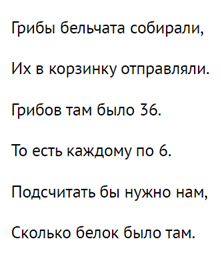 Грибы бельчата собирали,
Их в корзинку отправляли.
Грибов там было 36.
То есть каждому по 6.
Подсчитать бы нужно нам,
Сколько белок было там.